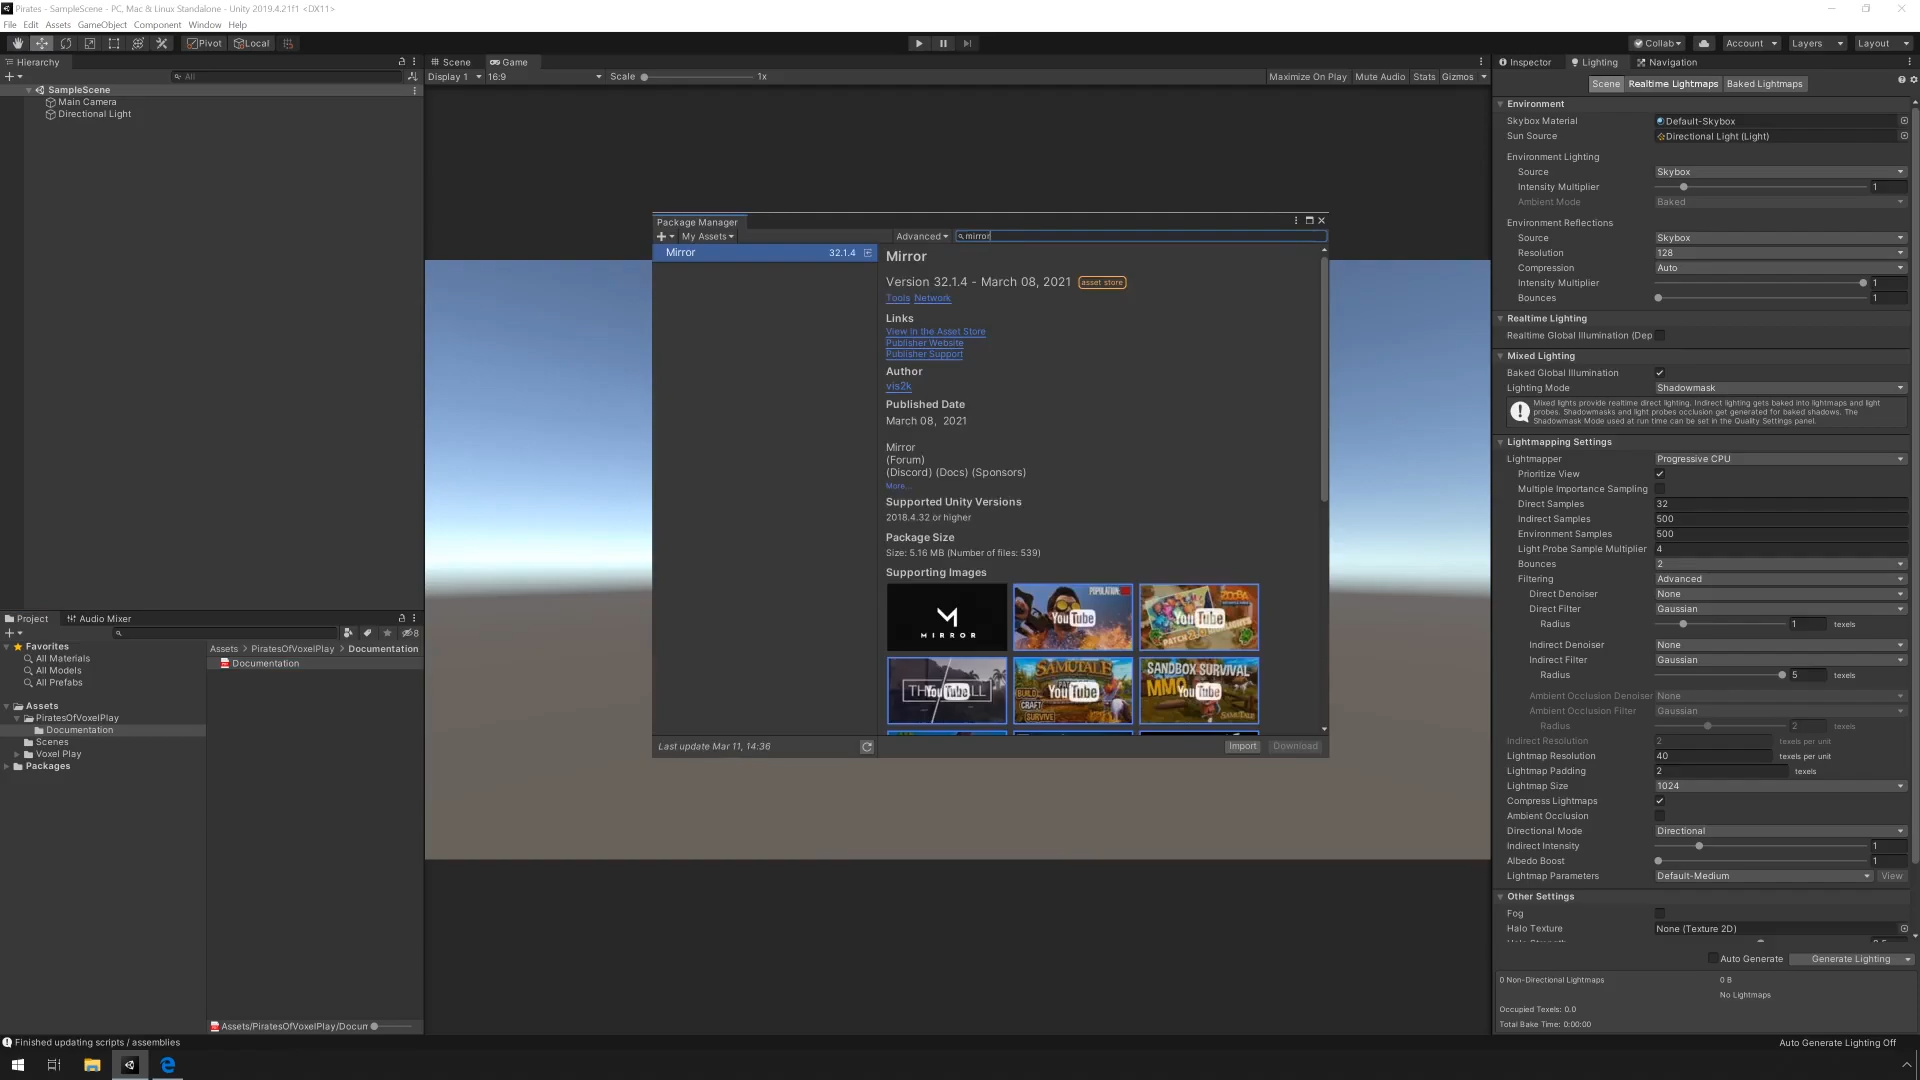 Pirates - SampleScene - PC, Mac & Linux Standalone - Unity 2019.4.21f1 <DX11>
File Edit Assets GameObject Component Window Help
Pivot Local
Collab Account Layers Layout
Hierarchy
All
SampleScene
Main Camera
Directional Light
Scene Game
Display 1 16:9 Scale 1x Maximize On Play Mute Audio Stats Gizmos
Package Manager
My Assets Advanced mirror
Mirror 32.1.4
Mirror
Version 32.1.4 - March 08, 2021 asset store
Tools Network
Links
View in the Asset Store
Publisher Website
Publisher Support
Author
vis2k
Published Date
March 08, 2021
Mirror
(Forum)
(Discord) (Docs) (Sponsors)
More...
Supported Unity Versions
2018.4.32 or higher
Package Size
Size: 5.16 MB (Number of files: 539)
Supporting Images
MIRROR
YouTube
YouTube
YouTube
SAMUTALE
BUILD
CRAFT
SURVIVE
YouTube
SANDBOX SURVIVAL
MMO
YouTube
SAMUTALE
Last update Mar 11, 14:36
Import Download
Inspector Lighting Navigation
Scene Realtime Lightmaps Baked Lightmaps
Environment
Skybox Material Default-Skybox
Sun Source Directional Light (Light)
Environment Lighting
Source Skybox
Intensity Multiplier 1
Ambient Mode Baked
Environment Reflections
Source Skybox
Resolution 128
Compression Auto
Intensity Multiplier 1
Bounces 1
Realtime Lighting
Realtime Global Illumination (Dep
Mixed Lighting
Baked Global Illumination
Lighting Mode Shadowmask
Mixed lights provide realtime direct lighting. Indirect lighting gets baked into lightmaps and light
probes. Shadowmasks and light probes occlusion get generated for baked shadows. The
Shadowmask Mode used at run time can be set in the Quality Settings panel.
Lightmapping Settings
Lightmapper Progressive CPU
Prioritize View
Multiple Importance Sampling
Direct Samples 32
Indirect Samples 500
Environment Samples 500
Light Probe Sample Multiplier 4
Bounces 2
Filtering Advanced
Direct Denoiser None
Direct Filter Gaussian
Radius 1 texels
Indirect Denoiser None
Indirect Filter Gaussian
Radius 5 texels
Ambient Occlusion Denoiser None
Ambient Occlusion Filter Gaussian
Radius 2 texels
Indirect Resolution 2 texels per unit
Lightmap Resolution 40 texels per unit
Lightmap Padding 2 texels
Lightmap Size 1024
Compress Lightmaps
Ambient Occlusion
Directional Mode Directional
Indirect Intensity 1
Albedo Boost 1
Lightmap Parameters Default-Medium View
Other Settings
Fog
Halo Texture None (Texture 2D)
Auto Generate Generate Lighting
0 Non-Directional Lightmaps 0 B
No Lightmaps
Occupied Texels: 0.0
Total Bake Time: 0:00:00
Project Audio Mixer
8
Favorites
All Materials
All Models
All Prefabs
Assets
PiratesOfVoxelPlay
Documentation
Scenes
Voxel Play
Packages
Assets > PiratesOfVoxelPlay > Documentation
Documentation
Assets/PiratesOfVoxelPlay/Docum
Finished updating scripts / assemblies
Auto Generate Lighting Off